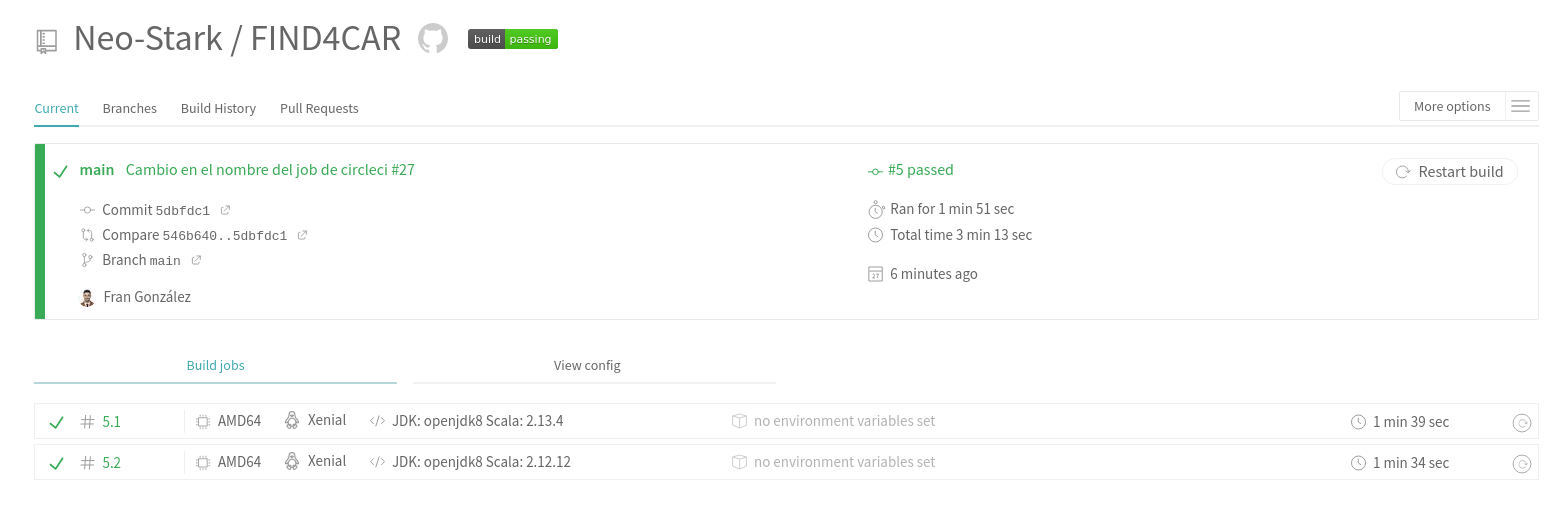 Neo-Stark / FIND4CAR build passing
Current Branches Build History Pull Requests More options
main Cambio en el nombre del job de circleci #27
Commit 5dbfdc1
Compare 546b640..5dbfdc1
Branch main
Fran González
#5 passed
Ran for 1 min 51 sec
Total time 3 min 13 sec
27 6 minutes ago
Restart build
Build jobs View config
# 5.1 AMD64 Xenial </> JDK: openjdk8 Scala: 2.13.4 no environment variables set 1 min 39 sec
# 5.2 AMD64 Xenial </> JDK: openjdk8 Scala: 2.12.12 no environment variables set 1 min 34 sec